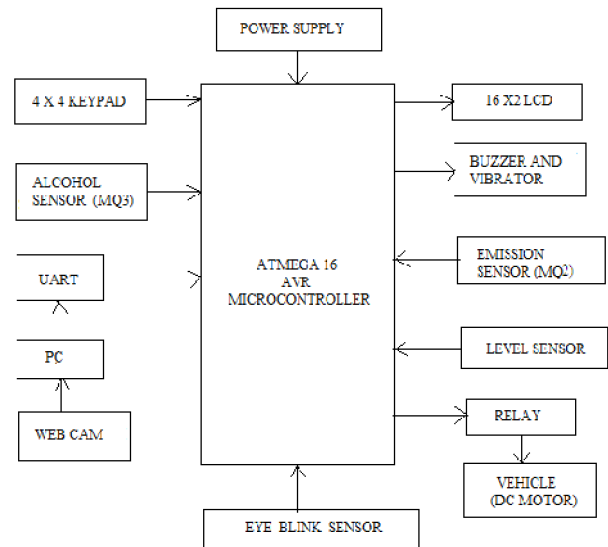 POWER SUPPLY
4 X 4 KEYPAD
16 X2 LCD
ALCOHOL
SENSOR (MQ3)
BUZZER AND
VIBRATOR
UART
ATMEGA 16
AVR
MICROCONTROLLER
EMISSION
SENSOR (MQ2)
PC
LEVEL SENSOR
WEB CAM
RELAY
VEHICLE
(DC MOTOR)
EYE BLINK SENSOR